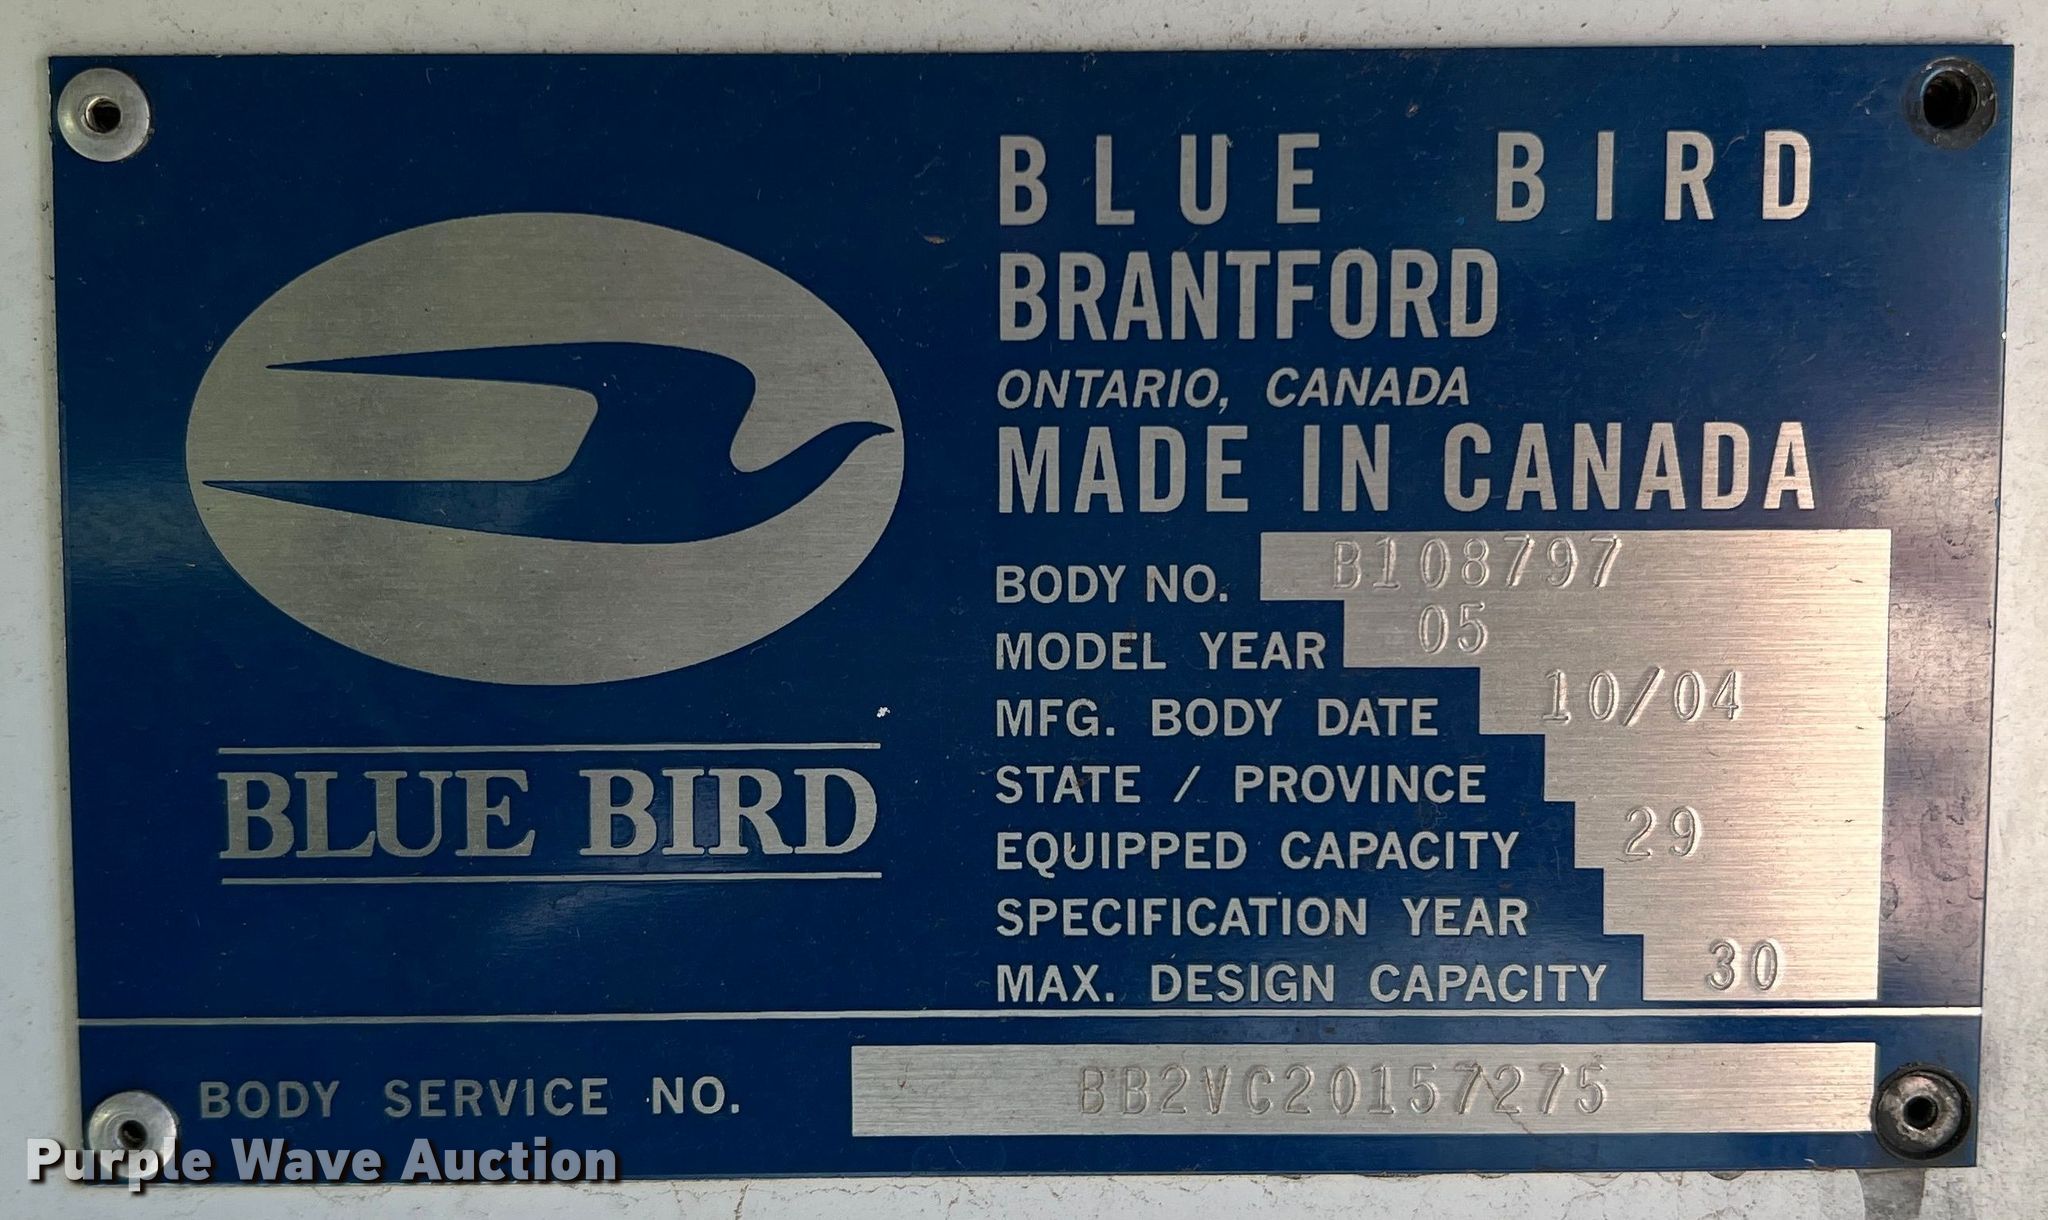 BLUE BIRD
BRANTFORD
ONTARIO, CANADA
MADE IN CANADA
BODY NO. B108797
MODEL YEAR 05
MFG. BODY DATE 10/04
STATE / PROVINCE
EQUIPPED CAPACITY 29
SPECIFICATION YEAR
MAX. DESIGN CAPACITY 30
BLUE BIRD
BODY SERVICE NO. BB2VC20157275
Purple Wave Auction